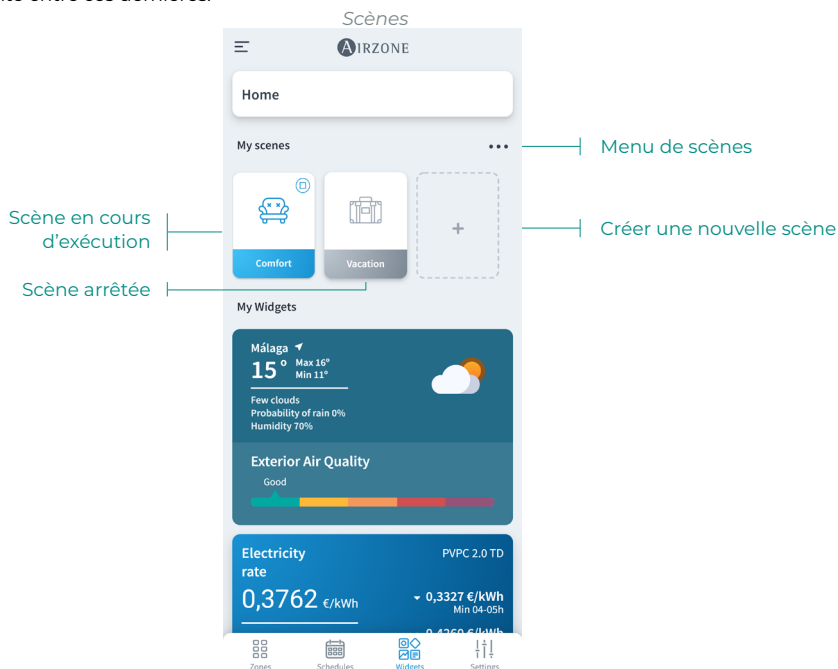 entre ces dernières.
Scènes
AIRZONE
Home
My scenes
Menu de scènes
Scène en cours
d'exécution
Créer une nouvelle scène
Comfort
Vacation
Scène arrêtée
My Widgets
Málaga
15° Max 16°
Min 11°
Few clouds
Probability of rain 0%
Humidity 70%
Exterior Air Quality
Good
Electricity
rate
PVPC 2.0 TD
0,3762 €/kWh
0,3327 €/kWh
Min 04-05h
Zones Schedules Widgets Settings